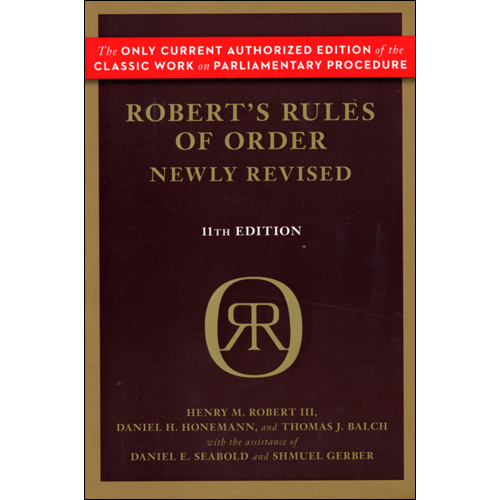 The ONLY CURRENT AUTHORIZED EDITION of the
CLASSIC WORK on PARLIAMENTARY PROCEDURE
ROBERT'S RULES
OF ORDER
NEWLY REVISED
11TH EDITION
RRO
HENRY M. ROBERT III,
DANIEL H. HONEMANN, and THOMAS J. BALCH
with the assistance of
DANIEL E. SEABOLD and SHMUEL GERBER